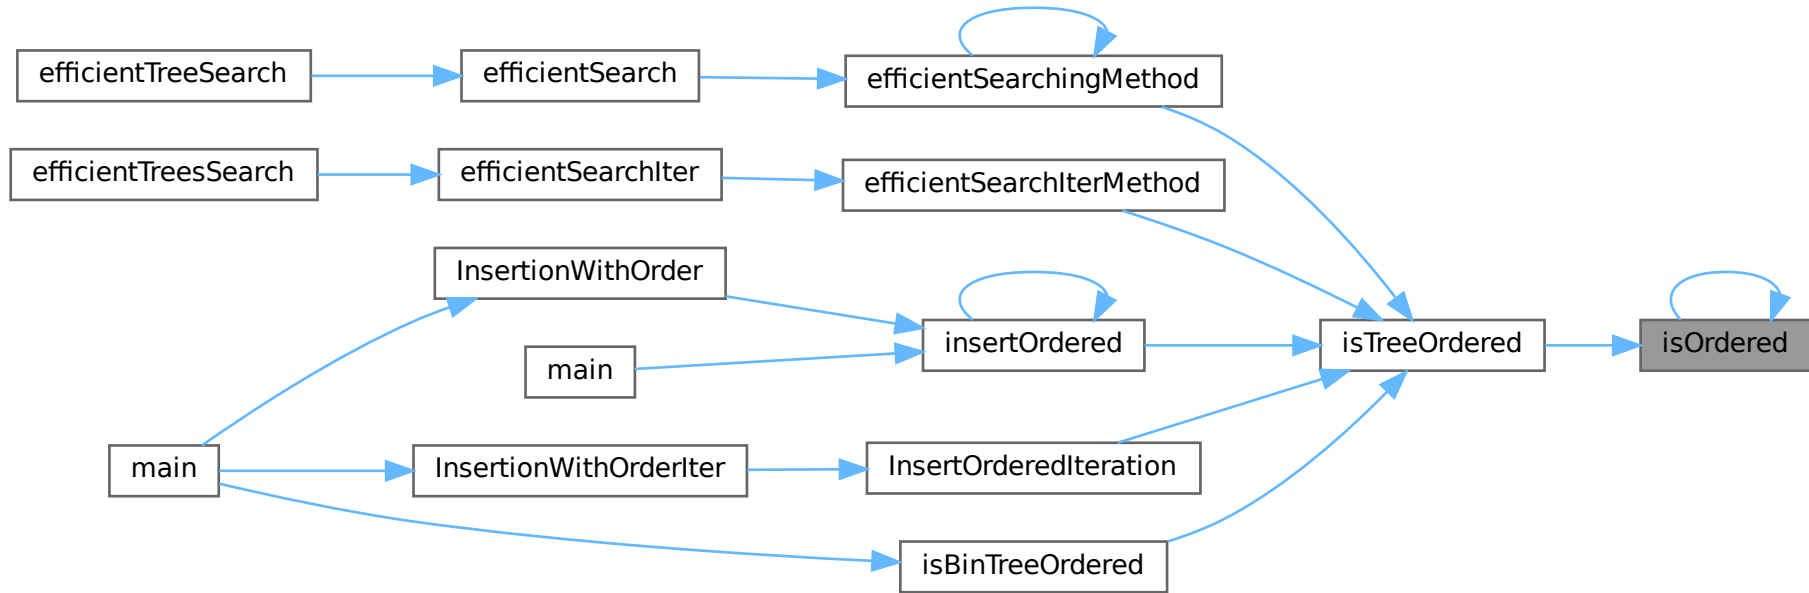 efficientTreeSearch
efficientSearch
efficientSearchingMethod
efficientTreesSearch
efficientSearchIter
efficientSearchIterMethod
InsertionWithOrder
insertOrdered
isTreeOrdered
isOrdered
main
main
InsertionWithOrderIter
InsertOrderedIteration
isBinTreeOrdered